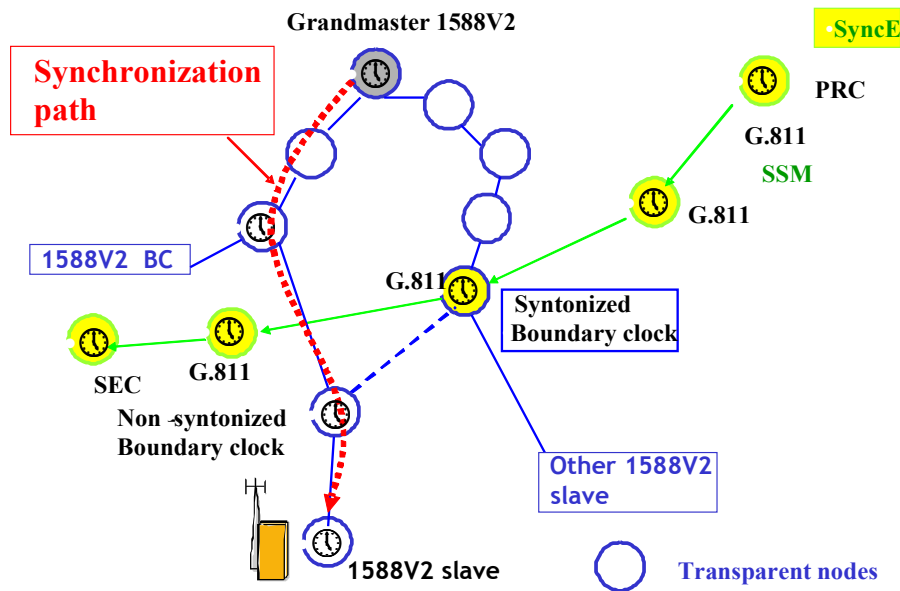 Grandmaster 1588V2
·SyncE
Synchronization
path
PRC
G.811
SSM
G.811
1588V2 BC
G.811
Syntonized
Boundary clock
SEC
G.811
Non -syntonized
Boundary clock
Other 1588V2
slave
1588V2 slave
Transparent nodes